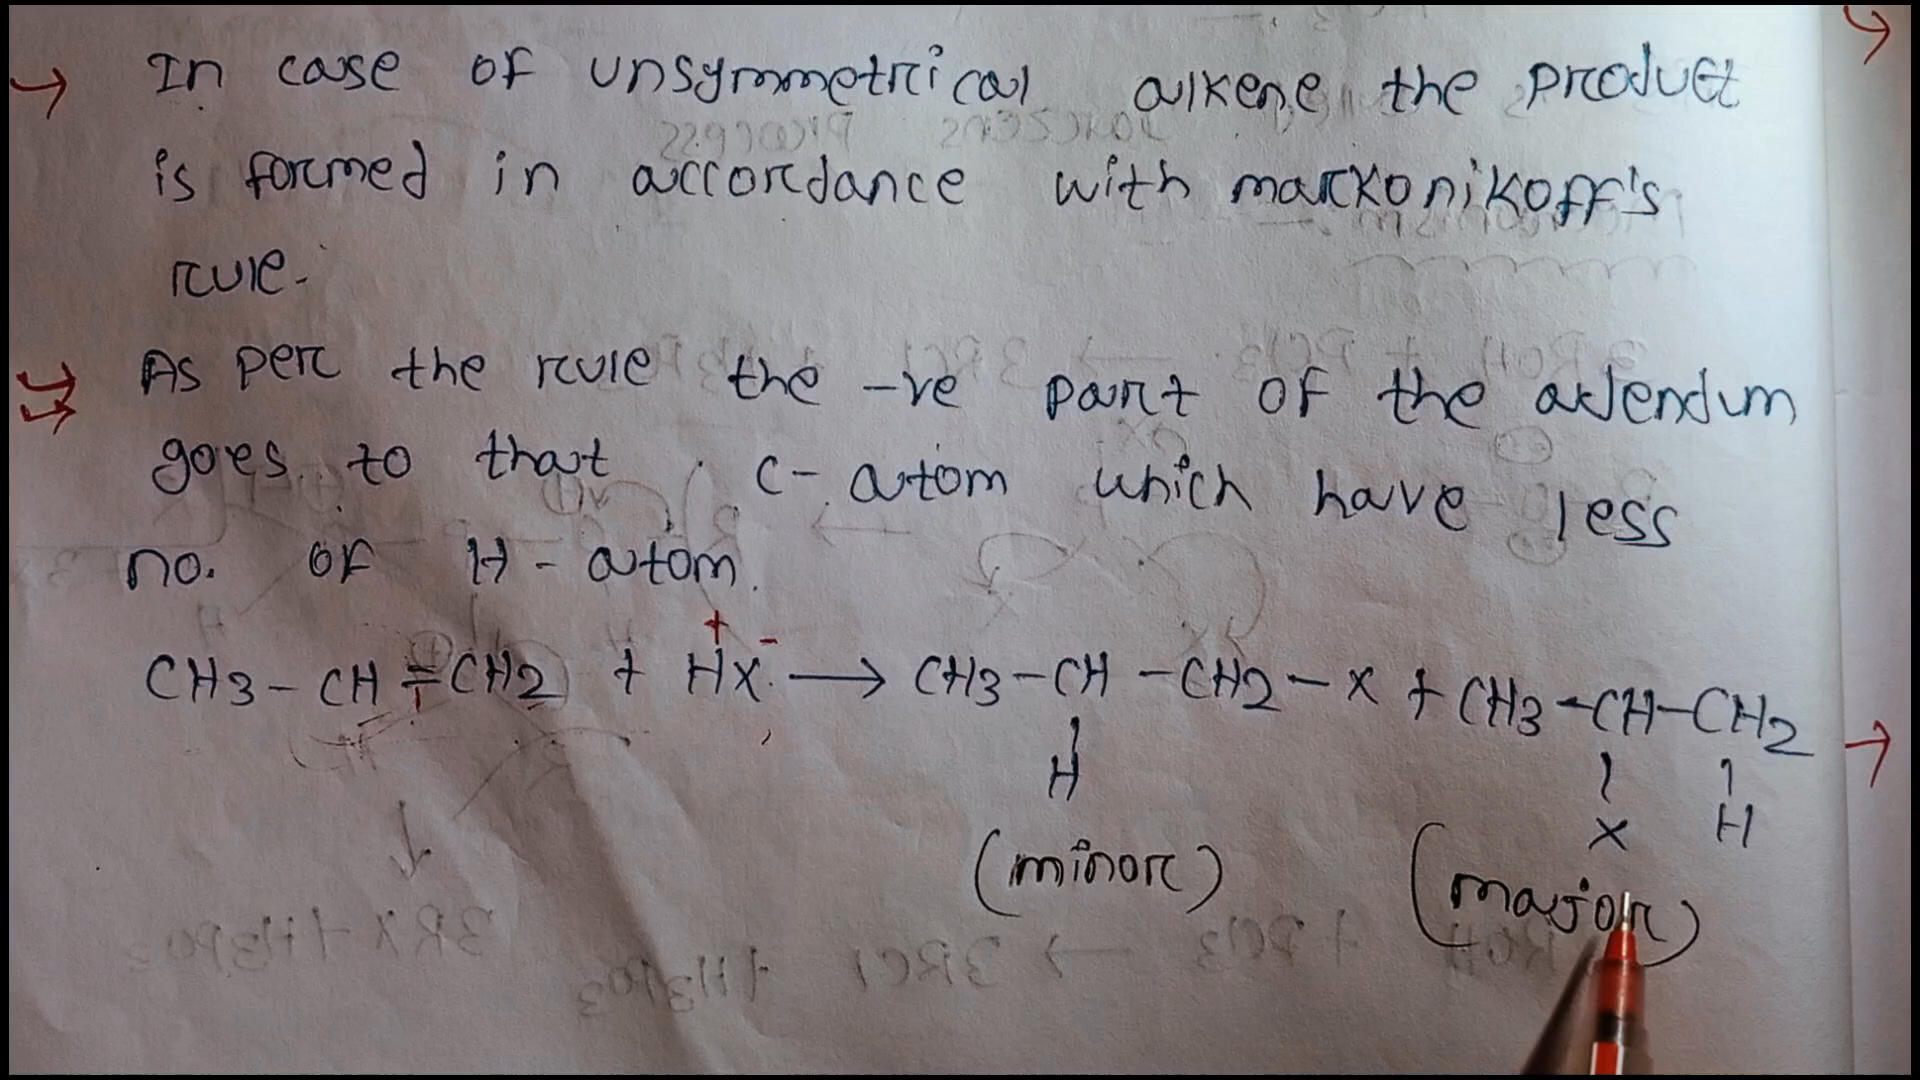 → In case of unsymmetrical alkene the product
is formed in accordance with markonikoff's
rule.
→ As per the rule the -ve part of the addendum
goes to that C- atom which have less
no. of H - atom.
CH3 - CH = CH2 + H⁺X⁻ → CH3 - CH - CH2 - X + CH3 - CH - CH2
H X H
(minor) (major)